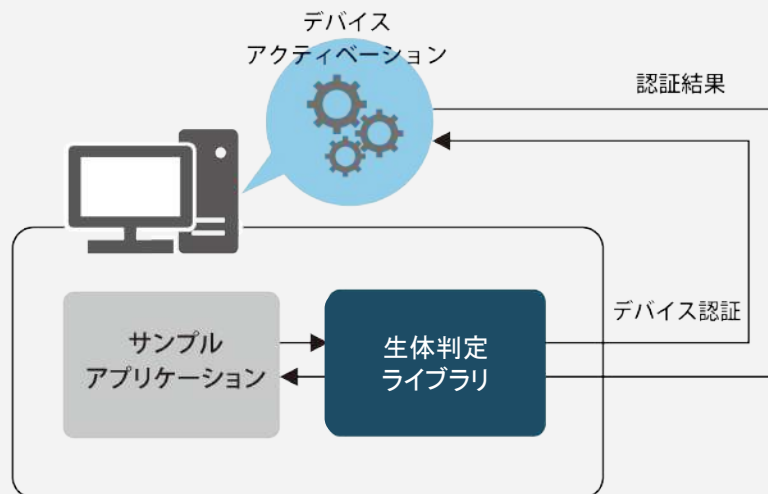 デバイス
アクティベーション
認証結果
デバイス認証
サンプル
アプリケーション
生体判定
ライブラリ